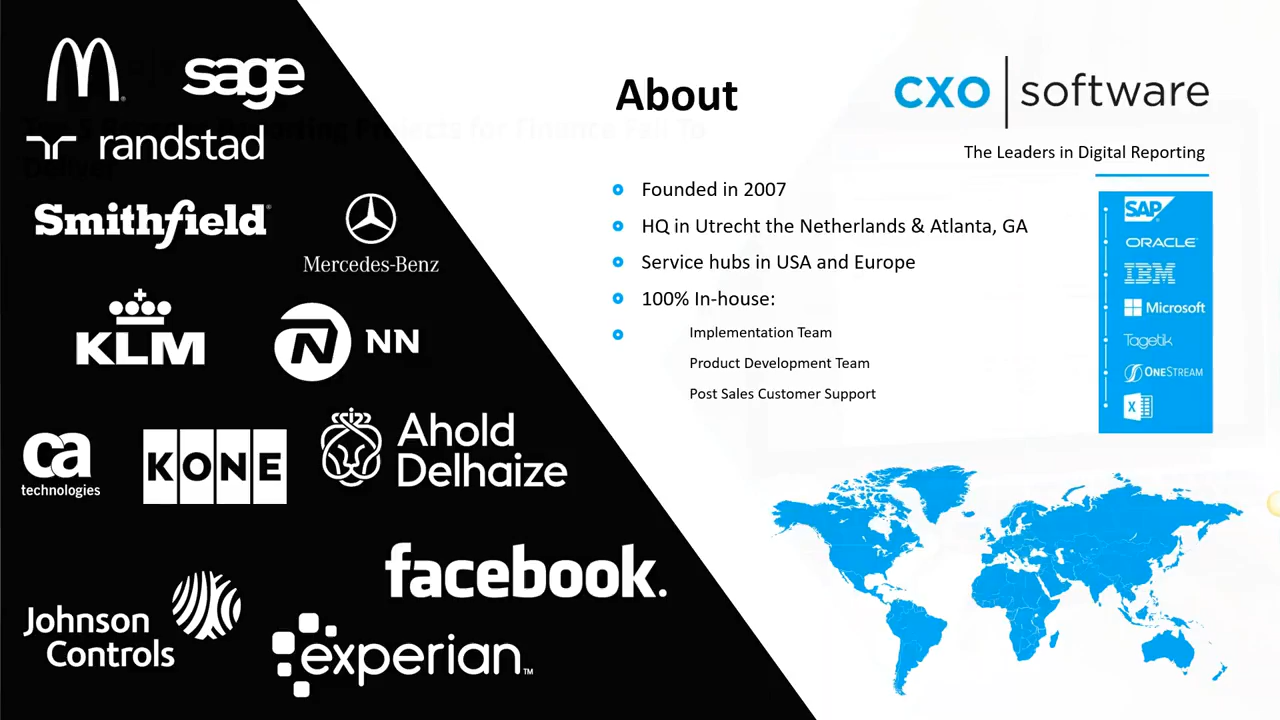 sage
randstad
Smithfield
Mercedes-Benz
KLM
NN
ca
technologies
KONE
Ahold
Delhaize
facebook.
Johnson
Controls
experian™
About
cxo software
The Leaders in Digital Reporting
Founded in 2007
HQ in Utrecht the Netherlands & Atlanta, GA
Service hubs in USA and Europe
100% In-house:
Implementation Team
Product Development Team
Post Sales Customer Support
SAP
ORACLE
IBM
Microsoft
Tagetik
ONESTREAM
X